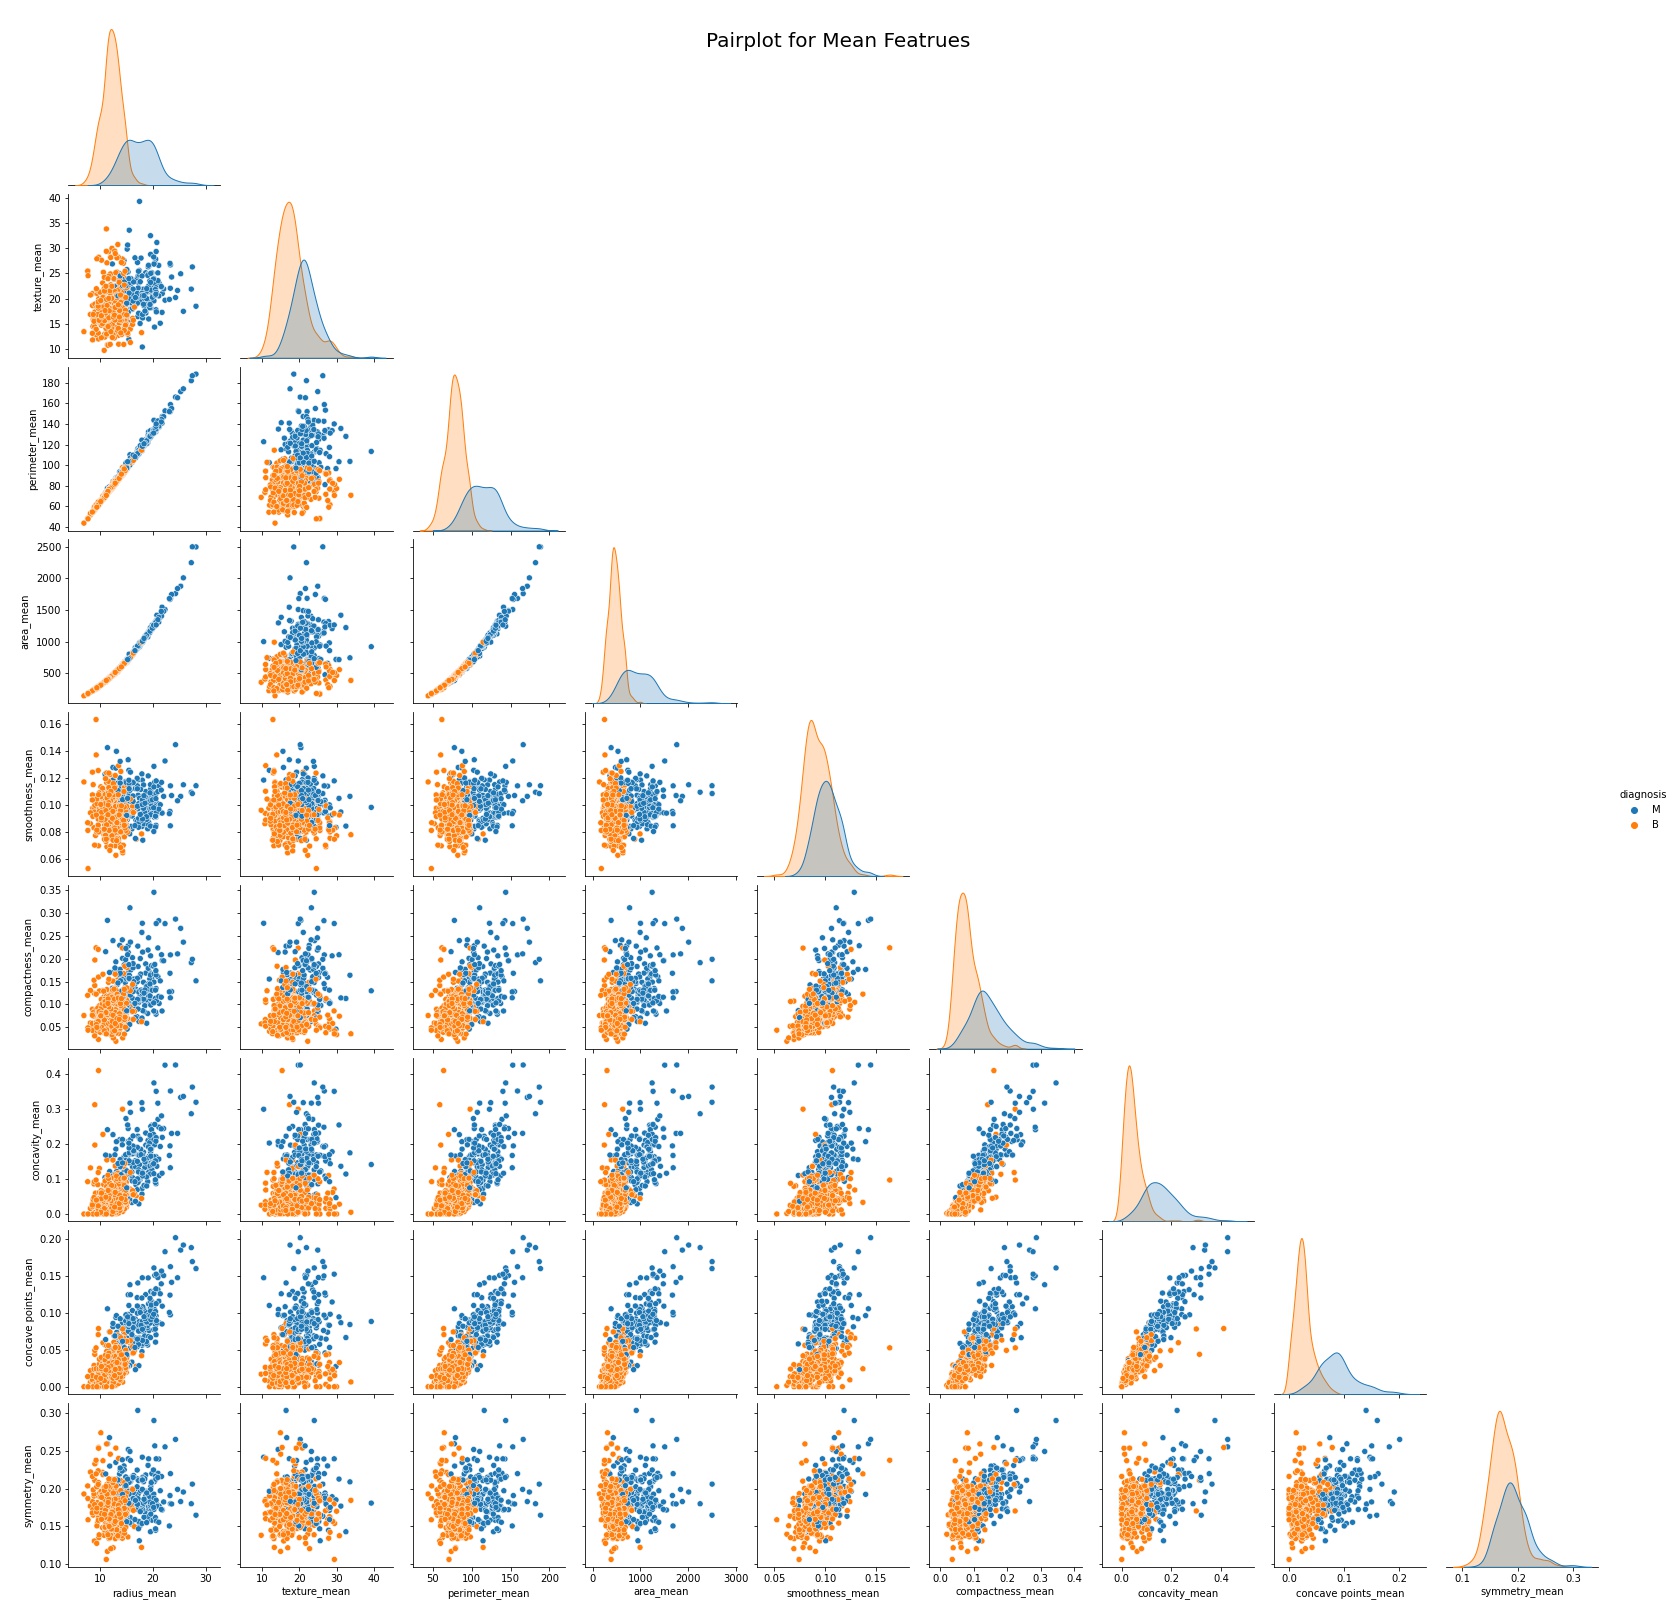 Pairplot for Mean Featrues
texture_mean
40
35
30
25
20
15
10
perimeter_mean
180
160
140
120
100
80
60
40
area_mean
2500
2000
1500
1000
500
smoothness_mean
0.16
0.14
0.12
0.10
0.08
0.06
diagnosis
M
B
compactness_mean
0.35
0.30
0.25
0.20
0.15
0.10
0.05
concavity_mean
0.4
0.3
0.2
0.1
0.0
concave points_mean
0.20
0.15
0.10
0.05
0.00
symmetry_mean
0.30
0.25
0.20
0.15
0.10
10 20 30
radius_mean
10 20 30 40
texture_mean
50 100 150 200
perimeter_mean
0 1000 2000 3000
area_mean
0.05 0.10 0.15
smoothness_mean
0.0 0.1 0.2 0.3 0.4
compactness_mean
0.0 0.2 0.4
concavity_mean
0.0 0.1 0.2
concave points_mean
0.1 0.2 0.3
symmetry_mean